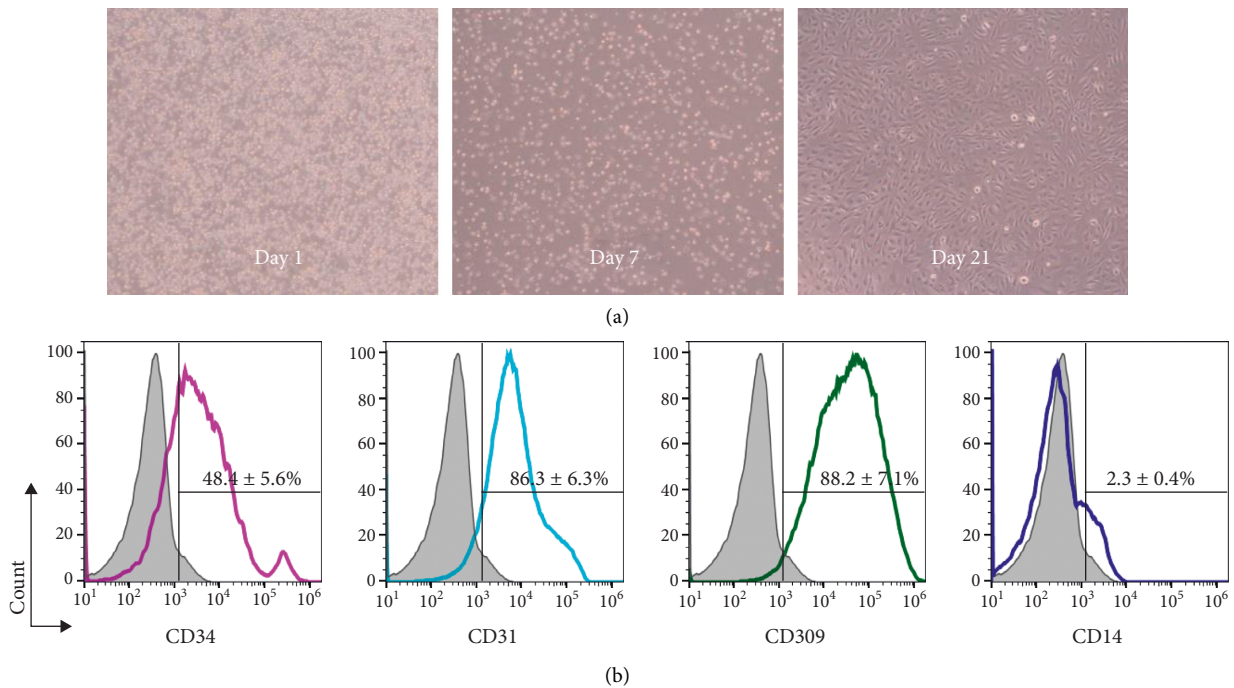 Day 1 Day 7 Day 21
(a)
100 100 100 100
80 80 80 80
60 60 60 60
48.4 ± 5.6% 86.3 ± 6.3% 88.2 ± 7.1% 2.3 ± 0.4%
40 40 40 40
20 20 20 20
0 0 0 0
10¹ 10² 10³ 10⁴ 10⁵ 10⁶ 10¹ 10² 10³ 10⁴ 10⁵ 10⁶ 10¹ 10² 10³ 10⁴ 10⁵ 10⁶ 10¹ 10² 10³ 10⁴ 10⁵ 10⁶
Count
CD34 CD31 CD309 CD14
(b)